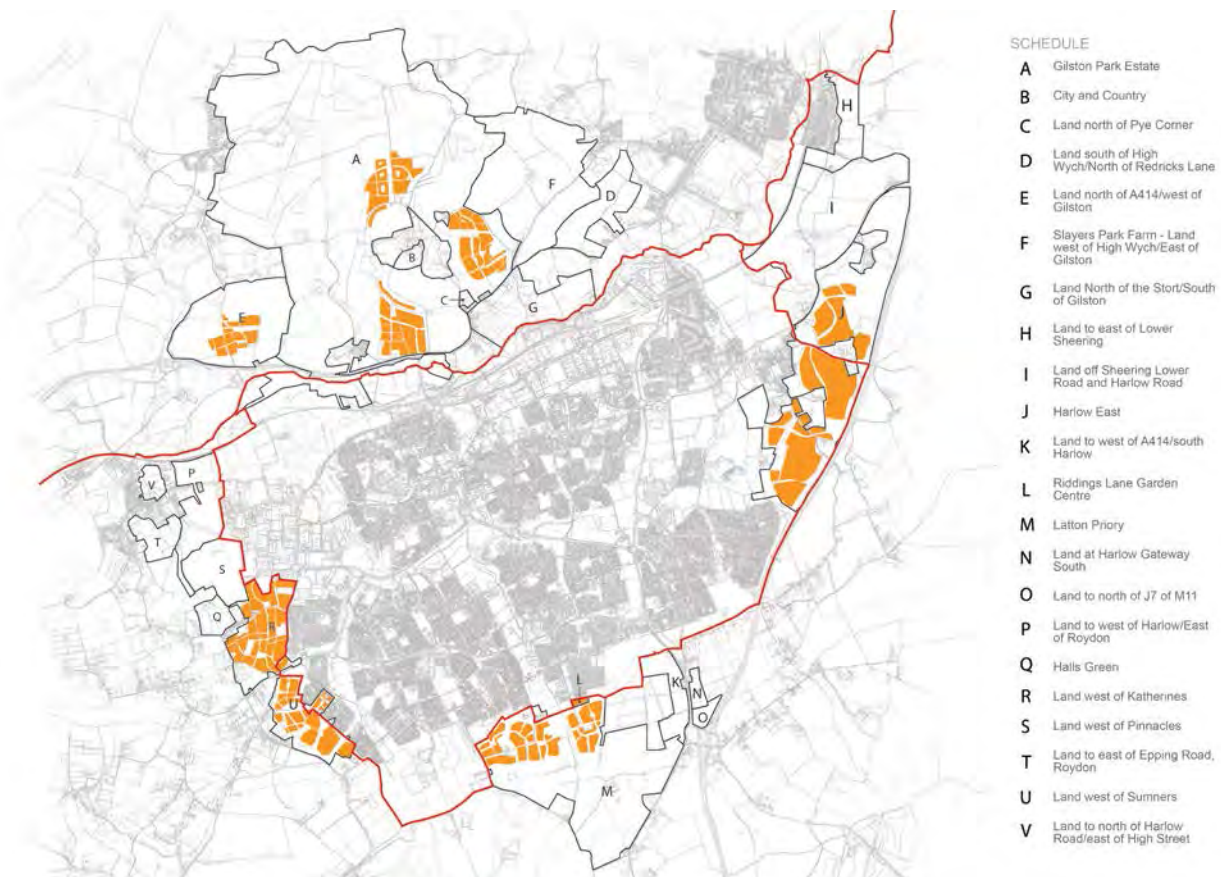 SCHEDULE
A Gilston Park Estate
B City and Country
C Land north of Pye Corner
D Land south of High
Wych/North of Redricks Lane
E Land north of A414/west of
Gilston
F Slayers Park Farm - Land
west of High Wych/East of
Gilston
G Land North of the Stort/South
of Gilston
H Land to east of Lower
Sheering
I Land off Sheering Lower
Road and Harlow Road
J Harlow East
K Land to west of A414/south
Harlow
L Riddings Lane Garden
Centre
M Latton Priory
N Land at Harlow Gateway
South
O Land to north of J7 of M11
P Land to west of Harlow/East
of Roydon
Q Halls Green
R Land west of Katherines
S Land west of Pinnacles
T Land to east of Epping Road,
Roydon
U Land west of Sumners
V Land to north of Harlow
Road/east of High Street
H
A
F
D
I
B
C
G
E
J
P
V
T
S
Q
R
U
L
K
N
O
M